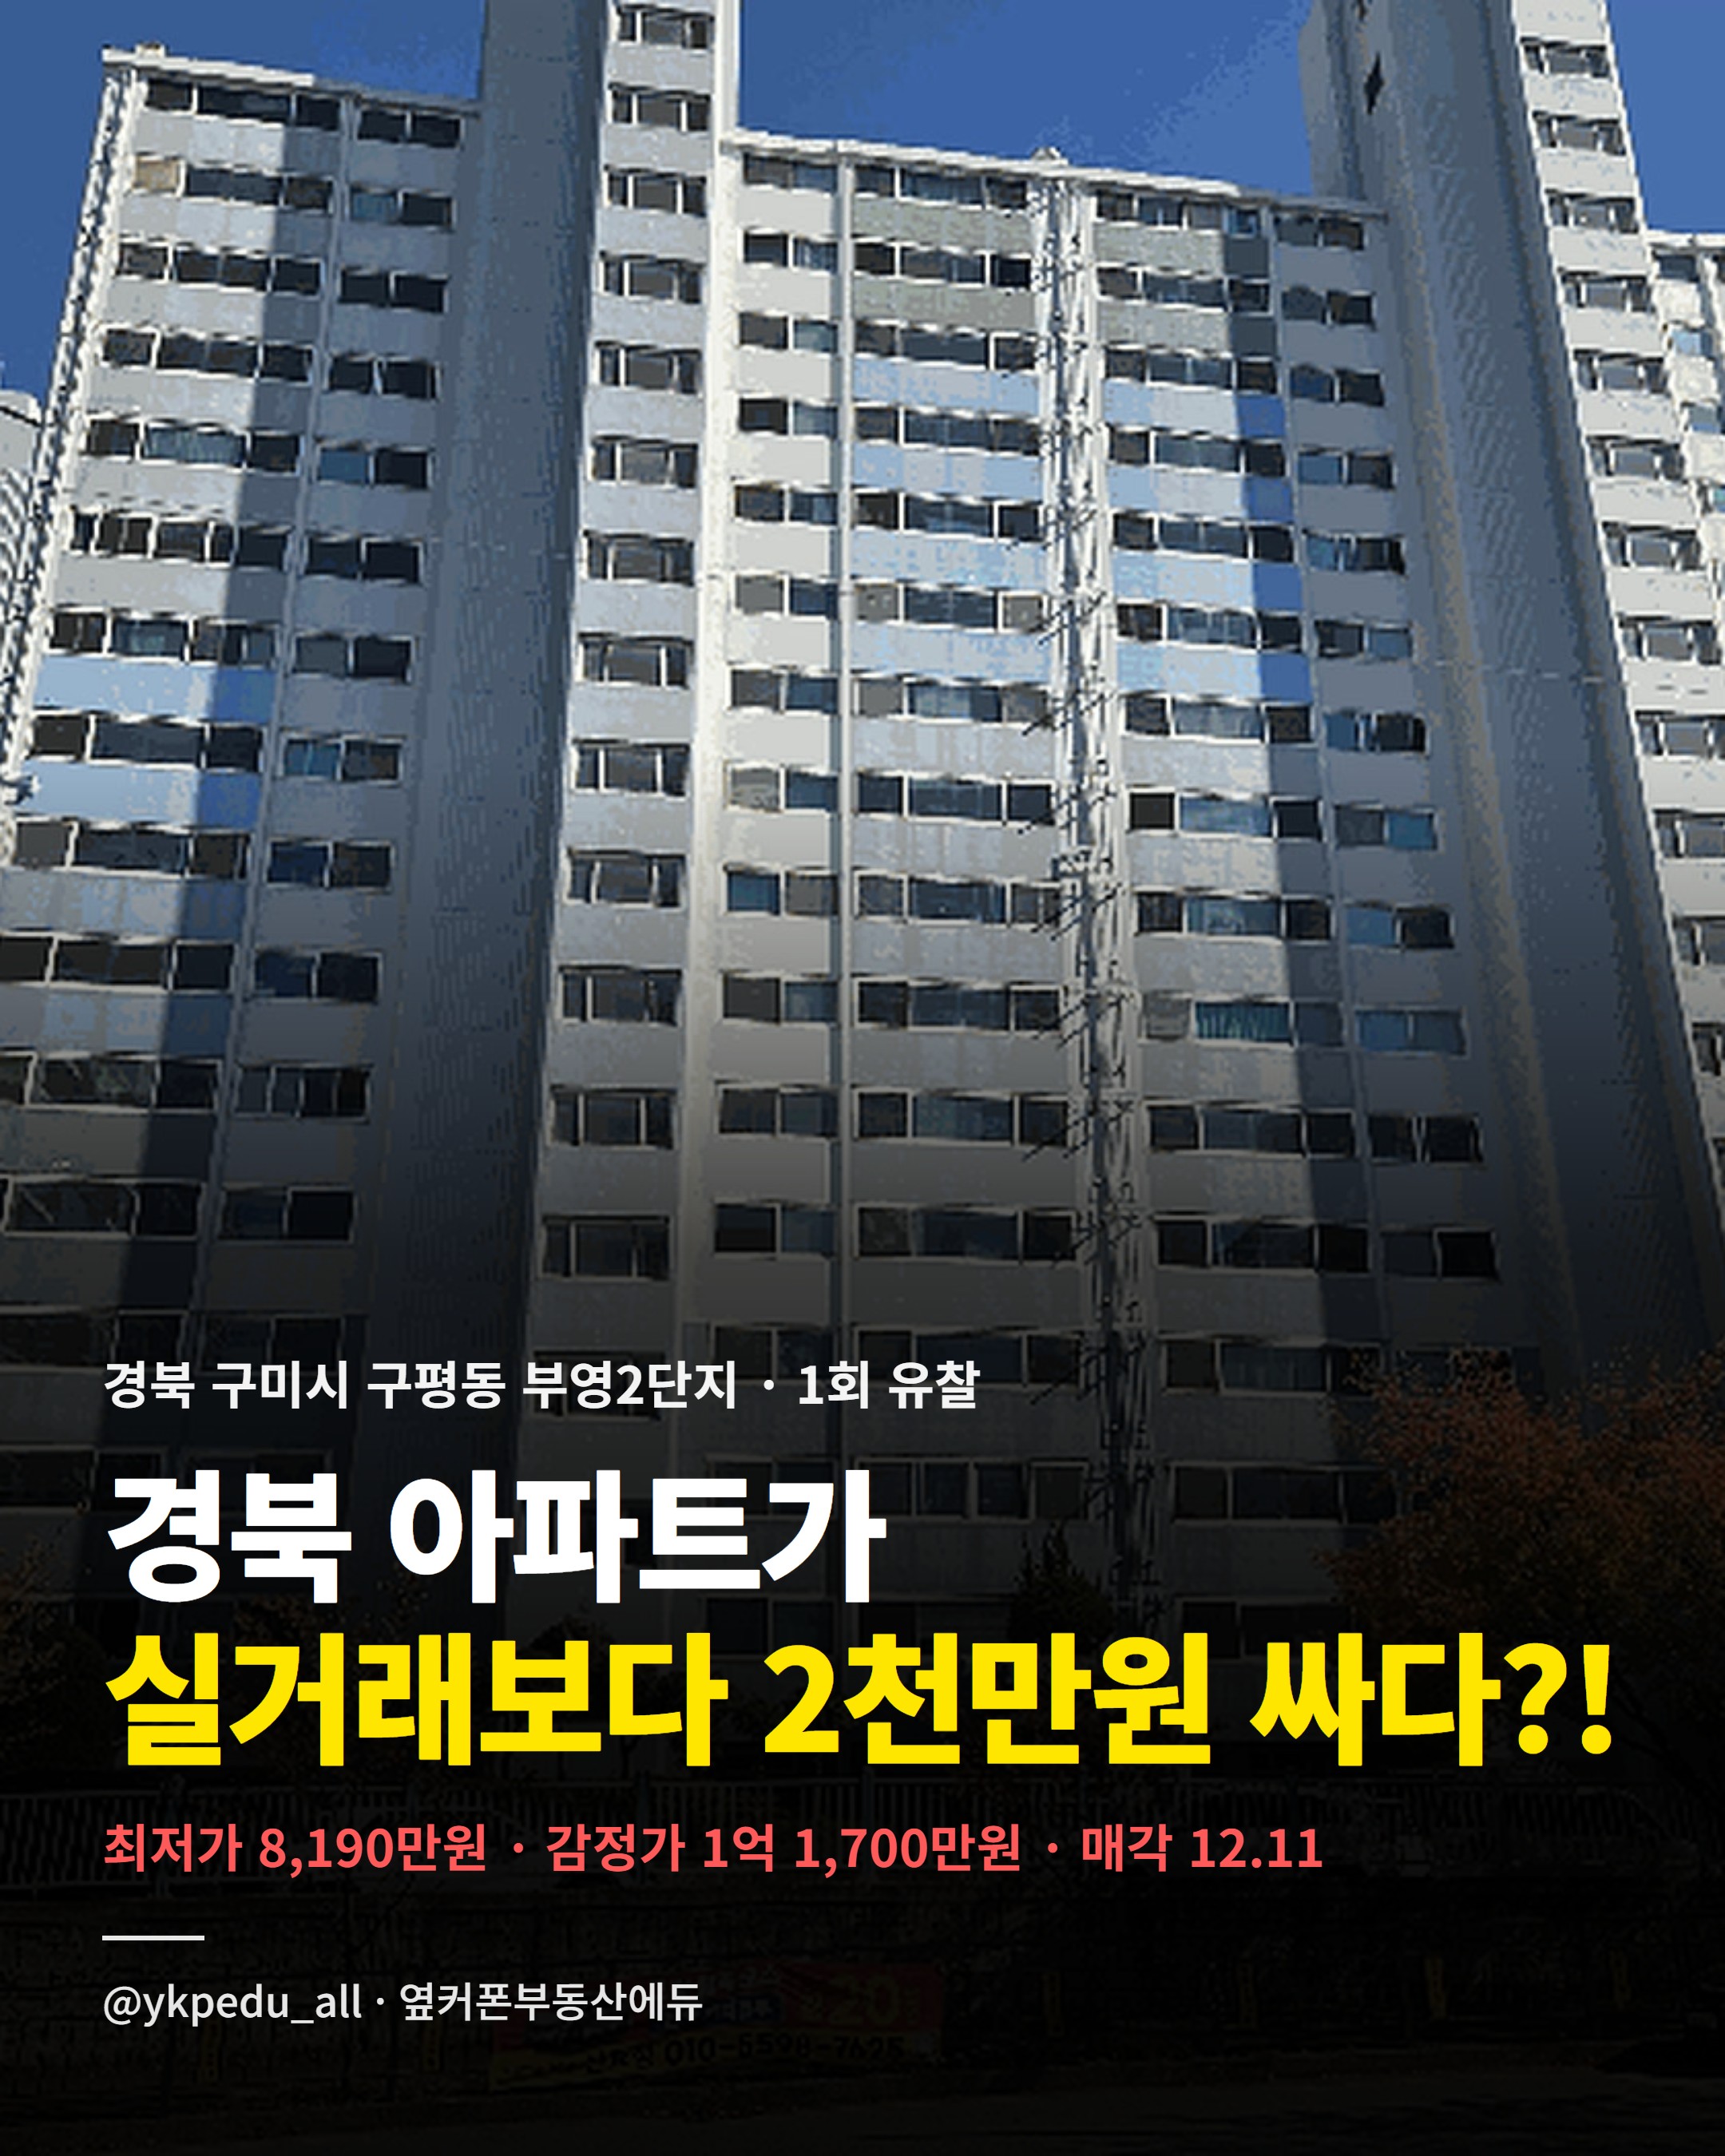 경북 구미시 구평동 부영2단지 · 1회 유찰
경북 아파트가
실거래보다 2천만원 싸다?!
최저가 8,190만원 · 감정가 1억 1,700만원 · 매각 12.11
@ykpedu_all · 옆커폰부동산에듀